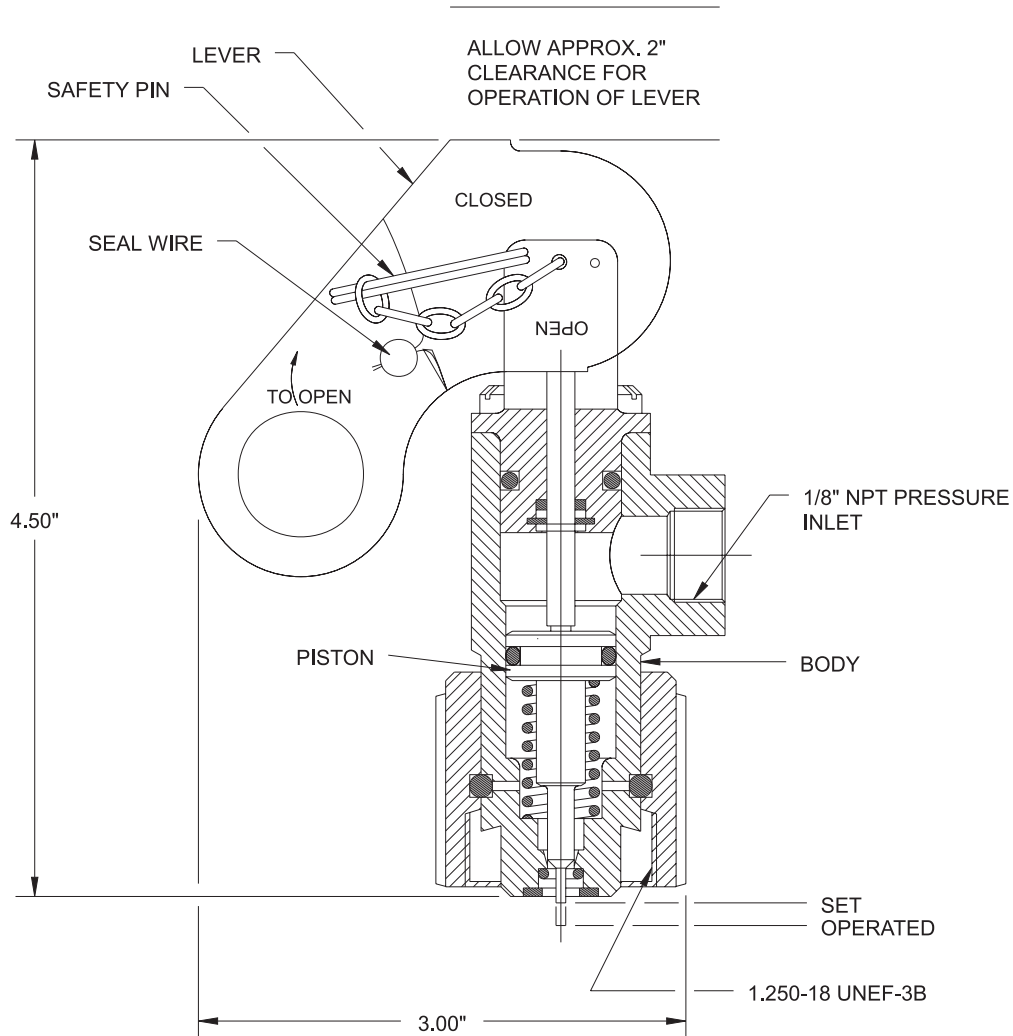 ALLOW APPROX. 2"
CLEARANCE FOR
OPERATION OF LEVER
LEVER
SAFETY PIN
CLOSED
SEAL WIRE
OPEN
TO OPEN
4.50"
1/8" NPT PRESSURE
INLET
PISTON
BODY
SET
OPERATED
1.250-18 UNEF-3B
3.00"